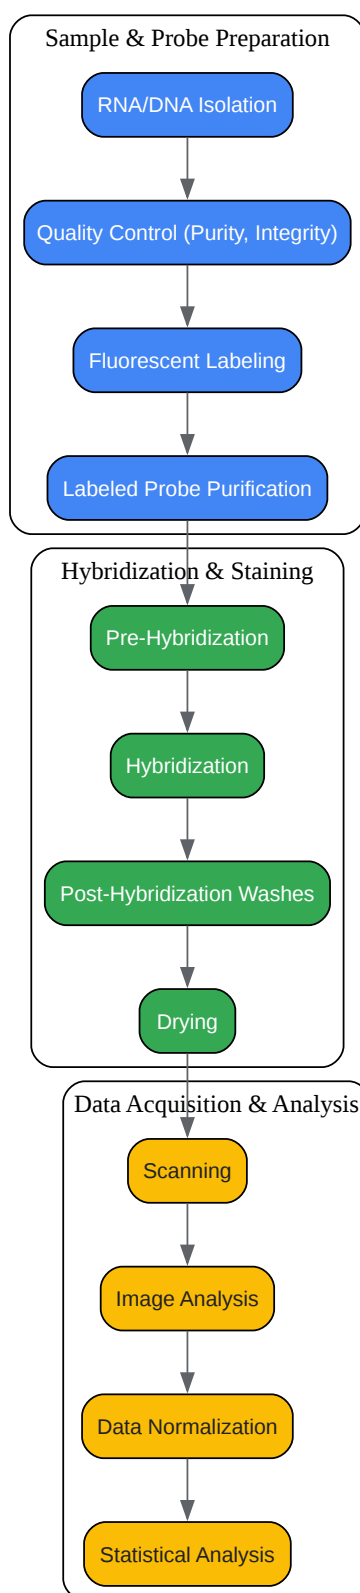 Sample & Probe Preparation
RNA/DNA Isolation
Quality Control (Purity, Integrity)
Fluorescent Labeling
Labeled Probe Purification
Hybridization & Staining
Pre-Hybridization
Hybridization
Post-Hybridization Washes
Drying
Data Acquisition & Analysis
Scanning
Image Analysis
Data Normalization
Statistical Analysis